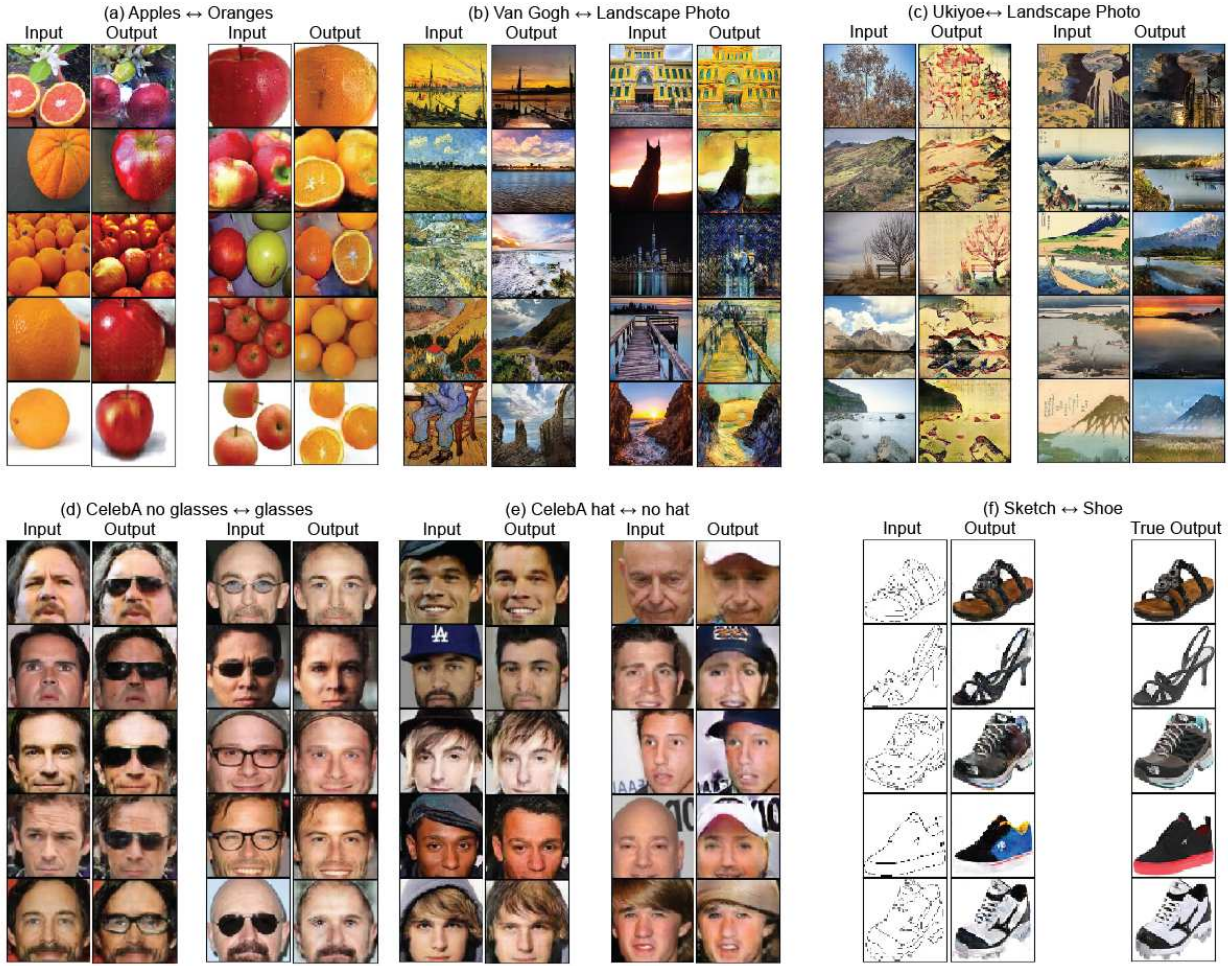 (a) Apples ↔ Oranges
Input Output Input Output
(b) Van Gogh ↔ Landscape Photo
Input Output Input Output
(c) Ukiyoe↔ Landscape Photo
Input Output Input Output
(d) CelebA no glasses ↔ glasses
Input Output Input Output
(e) CelebA hat ↔ no hat
Input Output Input Output
(f) Sketch ↔ Shoe
Input Output True Output
LA